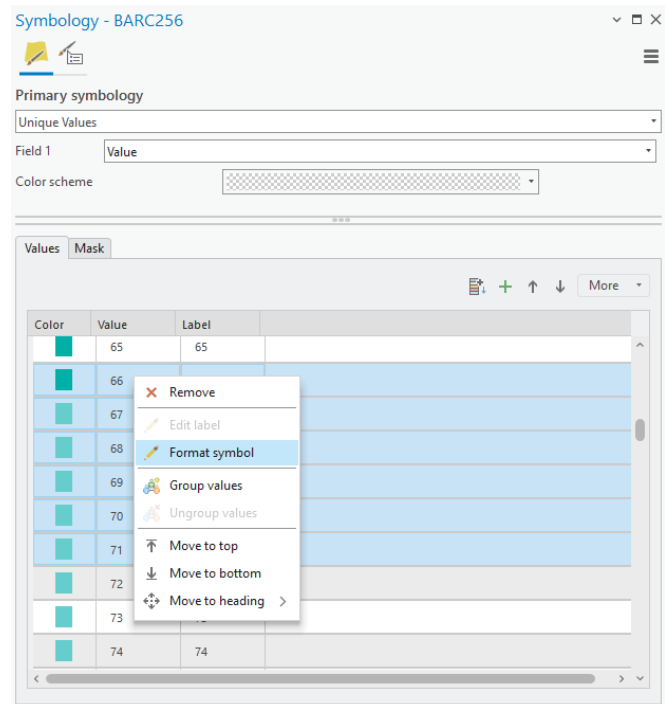 Symbology - BARC256
Primary symbology
Unique Values
Field 1 Value
Color scheme
Values Mask
More
Color Value Label
65 65
66
67
68
69
70
71
72
73
74 74
Remove
Edit label
Format symbol
Group values
Ungroup values
Move to top
Move to bottom
Move to heading